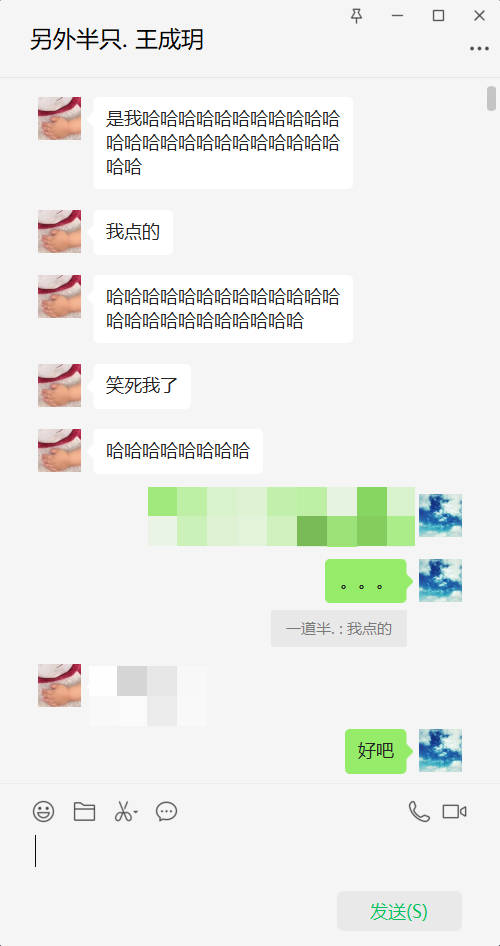 另外半只. 王成玥
是我哈哈哈哈哈哈哈哈哈哈哈
哈哈哈哈哈哈哈哈哈哈哈哈哈
哈哈
我点的
哈哈哈哈哈哈哈哈哈哈哈哈哈
哈哈哈哈哈哈哈哈哈哈哈
笑死我了
哈哈哈哈哈哈哈哈
。。。
一道半. : 我点的
好吧
发送(S)